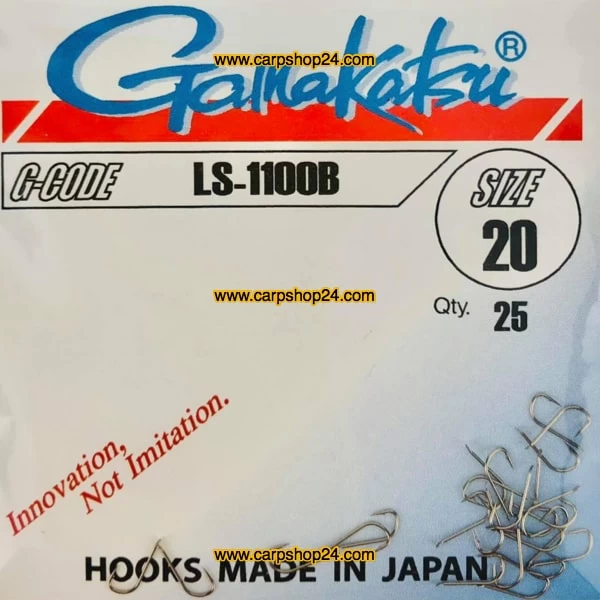 www.carpshop24.com
Gamakatsu®
G-CODE LS-1100B
SIZE
20
www.carpshop24.com
Qty. 25
Innovation,
Not Imitation.
www.carpshop24.com
HOOKS MADE IN JAPAN